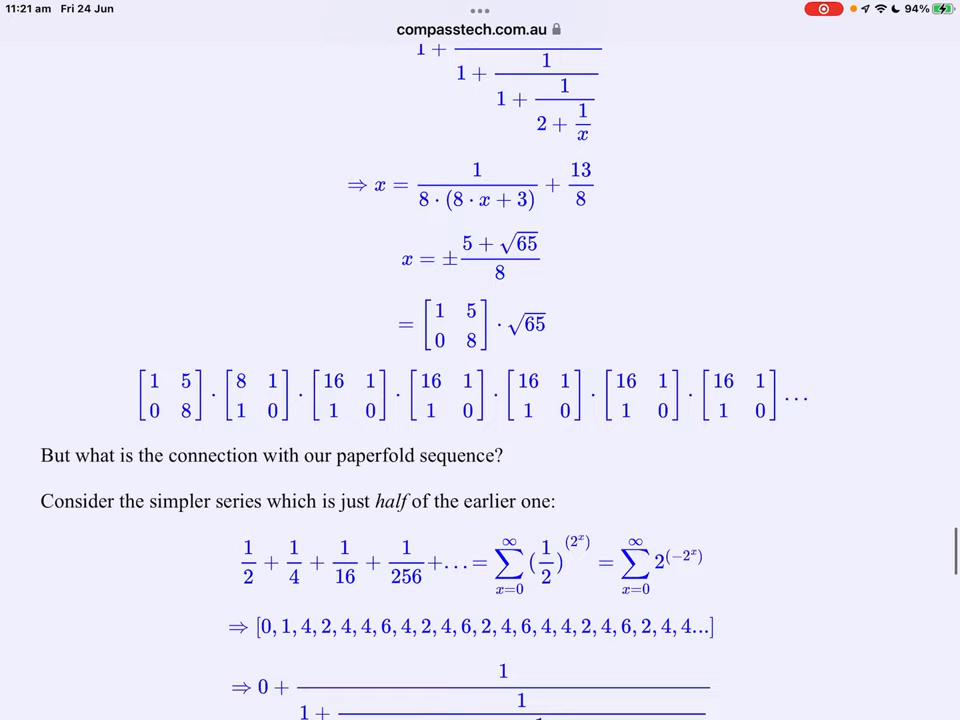 11:21 am Fri 24 Jun
94%
compasstech.com.au
1 +
1 + 1
1 + 1
2 + 1/x
⇒ x = 1/(8 · (8 · x + 3)) + 13/8
x = ± (5 + √65)/8
= [1 5; 0 8] · √65
[1 5; 0 8] · [8 1; 1 0] · [16 1; 1 0] · [16 1; 1 0] · [16 1; 1 0] · [16 1; 1 0] · [16 1; 1 0] ...
But what is the connection with our paperfold sequence?
Consider the simpler series which is just half of the earlier one:
1/2 + 1/4 + 1/16 + 1/256 +... = ∑_{x=0}^{∞} (1/2)^{(2^x)} = ∑_{x=0}^{∞} 2^{(−2^x)}
⇒ [0, 1, 4, 2, 4, 4, 6, 4, 2, 4, 6, 2, 4, 6, 4, 4, 2, 4, 6, 2, 4, 4...]
⇒ 0 + 1
1 + 1